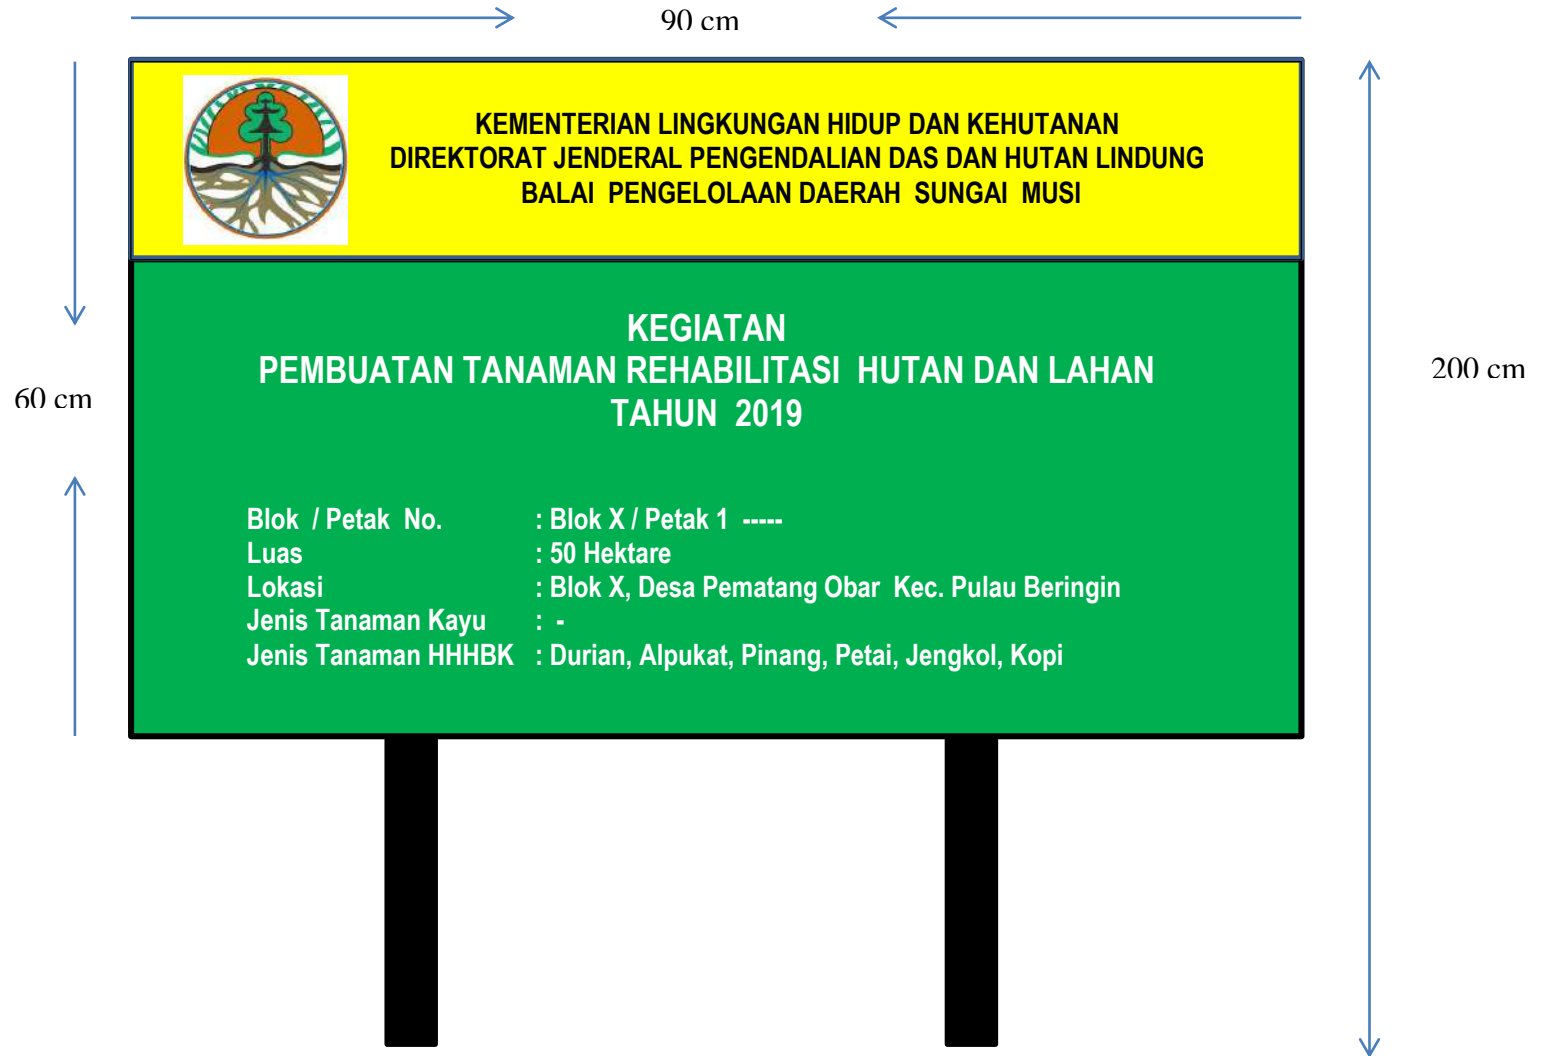 90 cm
KEMENTERIAN LINGKUNGAN HIDUP DAN KEHUTANAN
DIREKTORAT JENDERAL PENGENDALIAN DAS DAN HUTAN LINDUNG
BALAI PENGELOLAAN DAERAH SUNGAI MUSI
KEGIATAN
PEMBUATAN TANAMAN REHABILITASI HUTAN DAN LAHAN
TAHUN 2019
200 cm
60 cm
Blok / Petak No. : Blok X / Petak 1 -----
Luas : 50 Hektare
Lokasi : Blok X, Desa Pematang Obar Kec. Pulau Beringin
Jenis Tanaman Kayu : -
Jenis Tanaman HHHBK : Durian, Alpukat, Pinang, Petai, Jengkol, Kopi